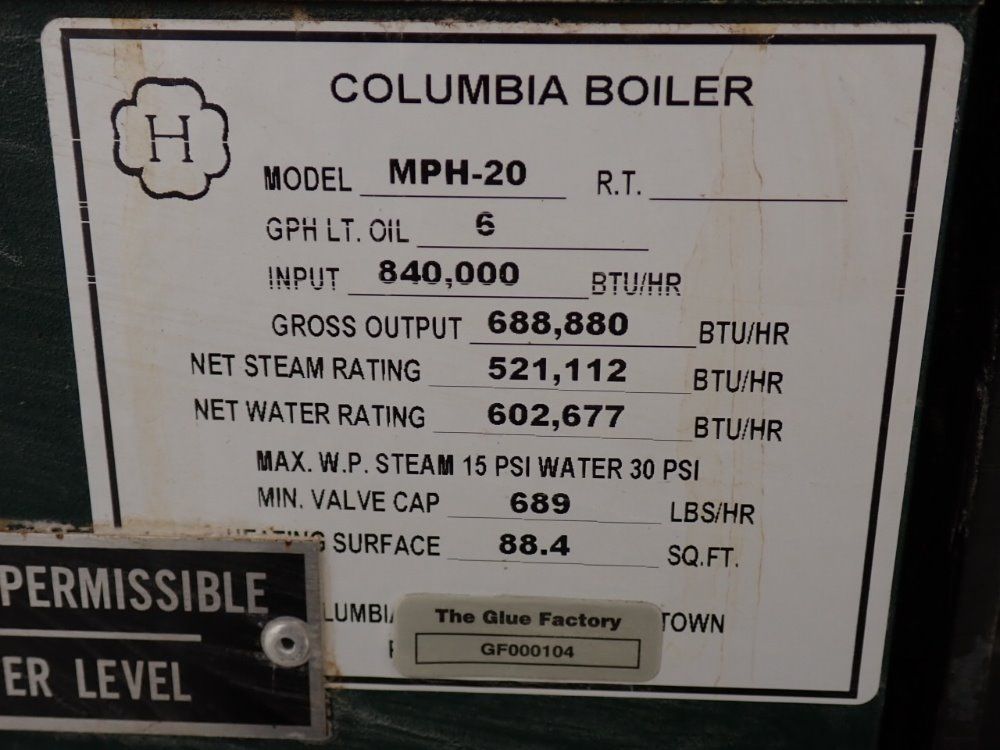 COLUMBIA BOILER
H
MODEL MPH-20 R.T.
GPH LT. OIL 6
INPUT 840,000 BTU/HR
GROSS OUTPUT 688,880 BTU/HR
NET STEAM RATING 521,112 BTU/HR
NET WATER RATING 602,677 BTU/HR
MAX. W.P. STEAM 15 PSI WATER 30 PSI
MIN. VALVE CAP 689 LBS/HR
HEATING SURFACE 88.4 SQ.FT.
PERMISSIBLE
ER LEVEL
LUMBI TOWN
The Glue Factory
GF000104